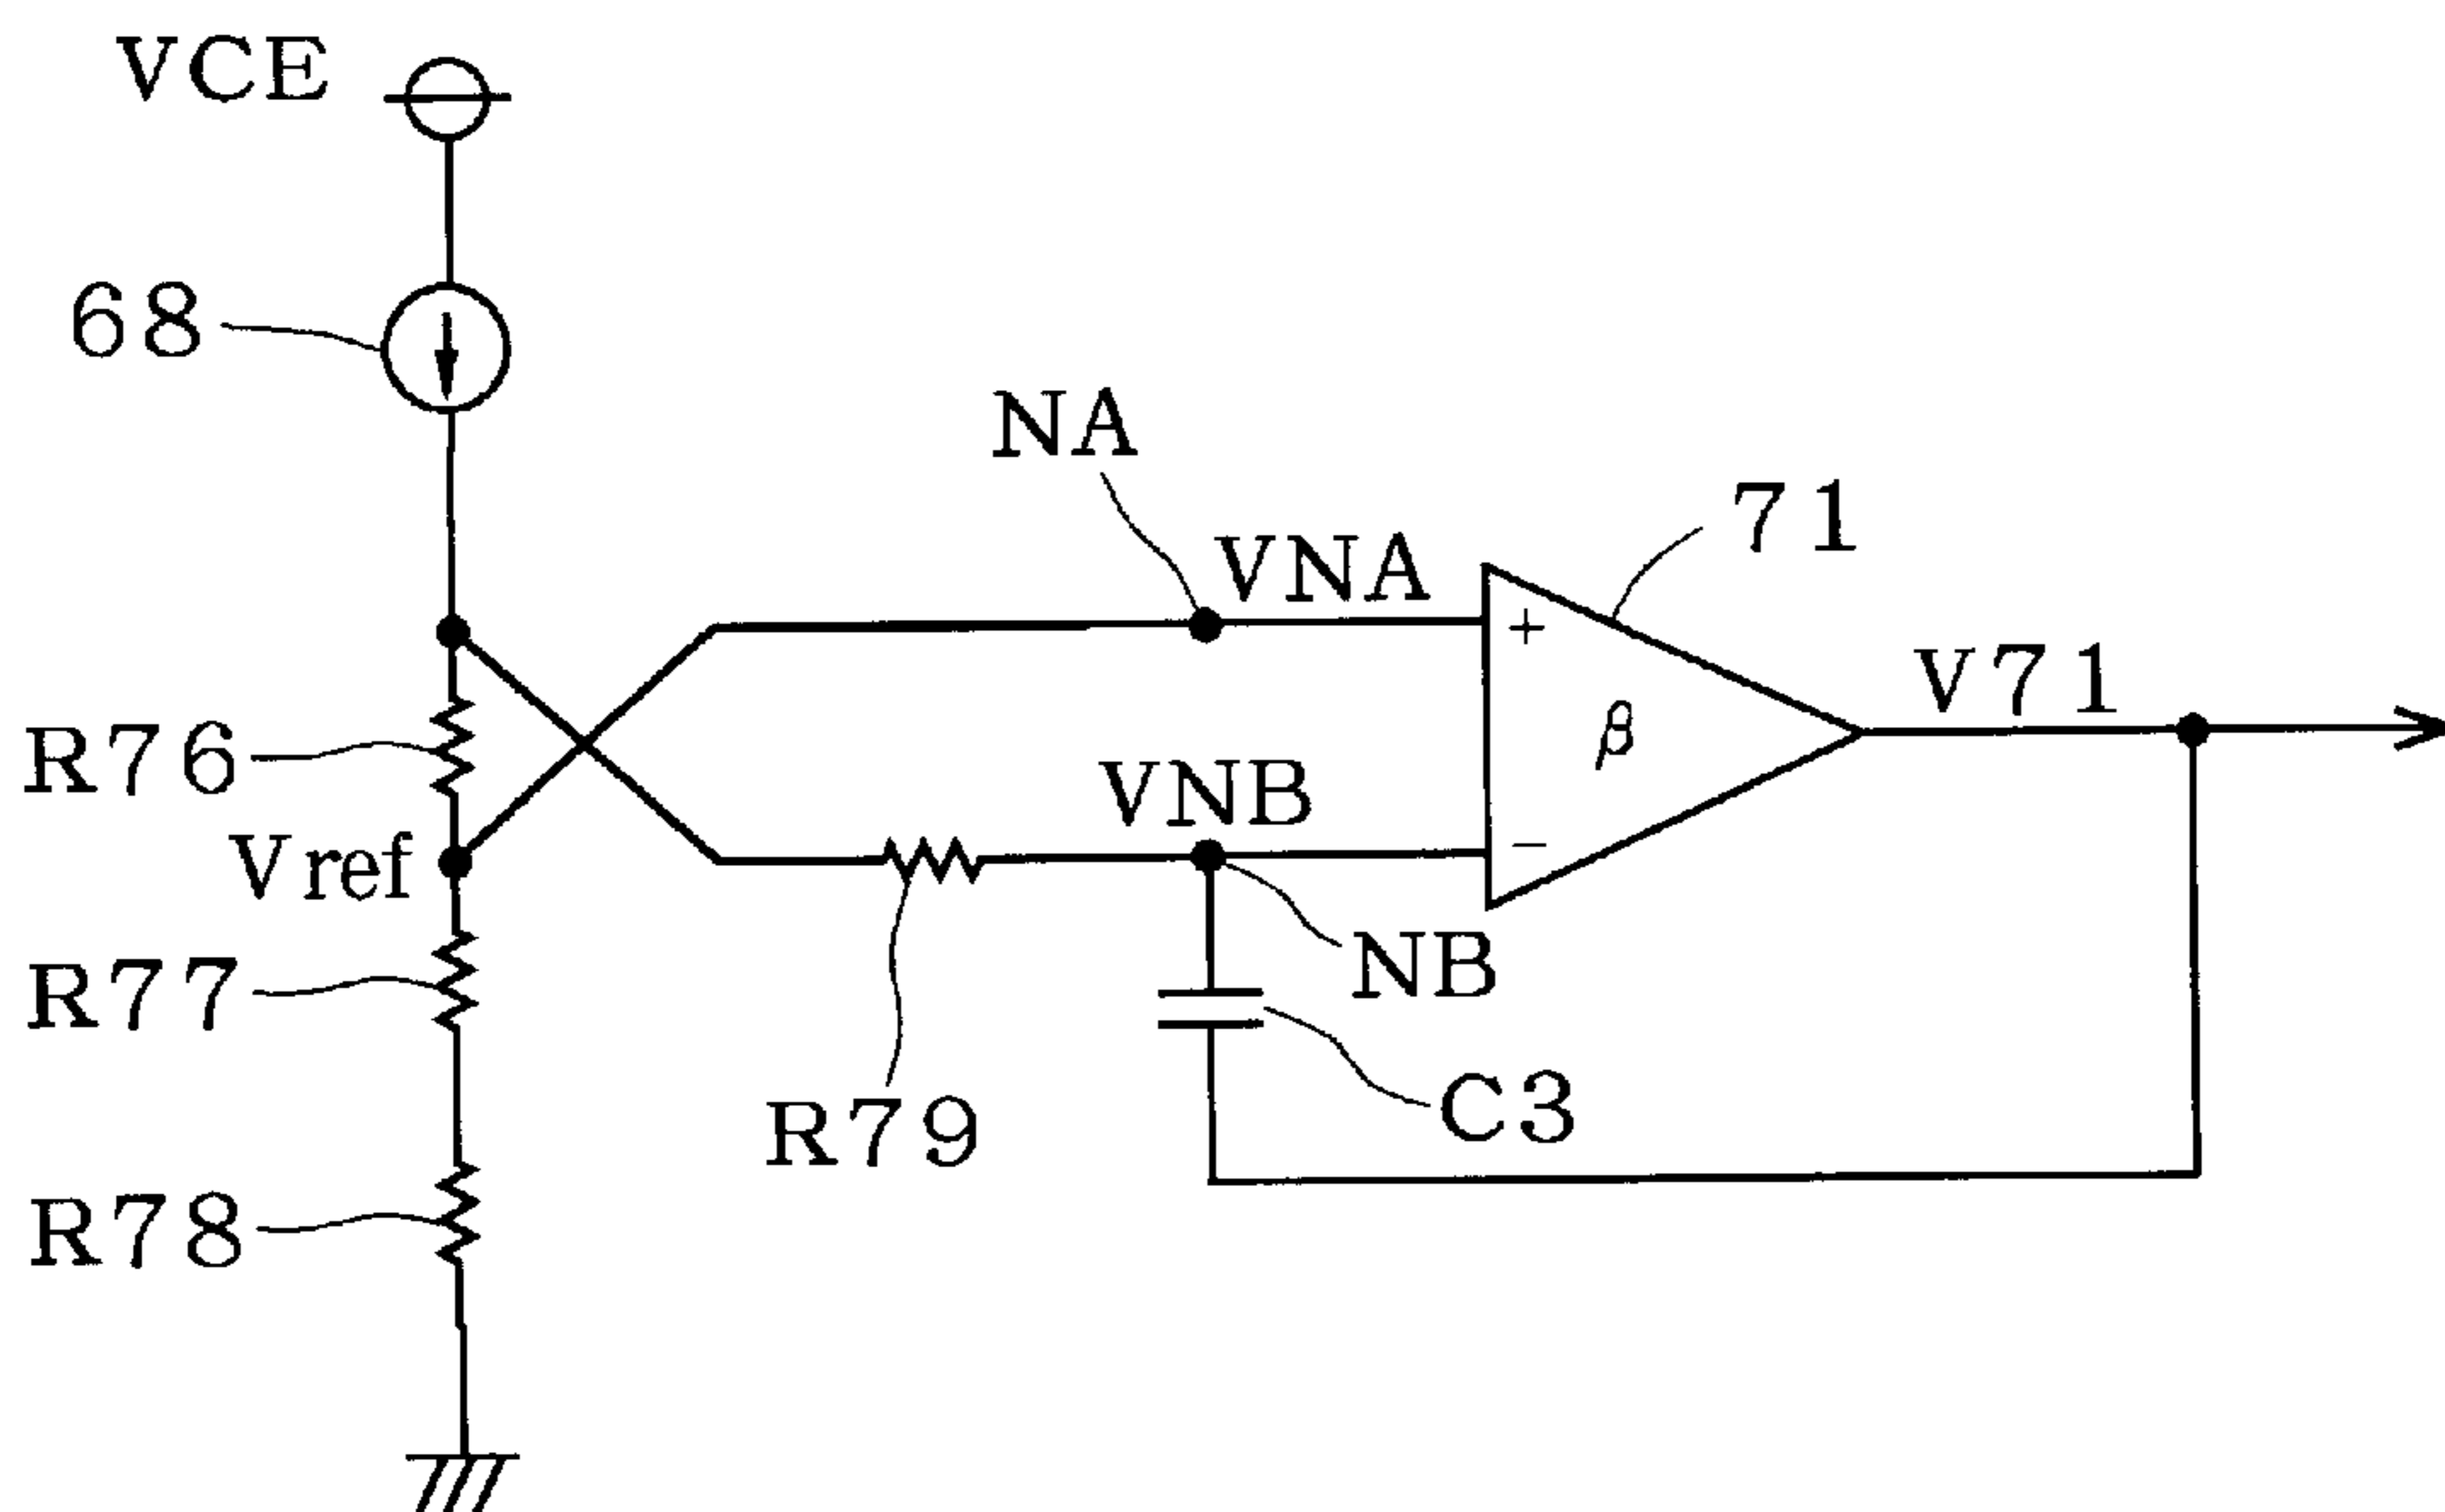 VCE
68
NA
VNA
71
+
V71
R76
β
VNB
Vref
−
NB
R77
C3
R79
R78